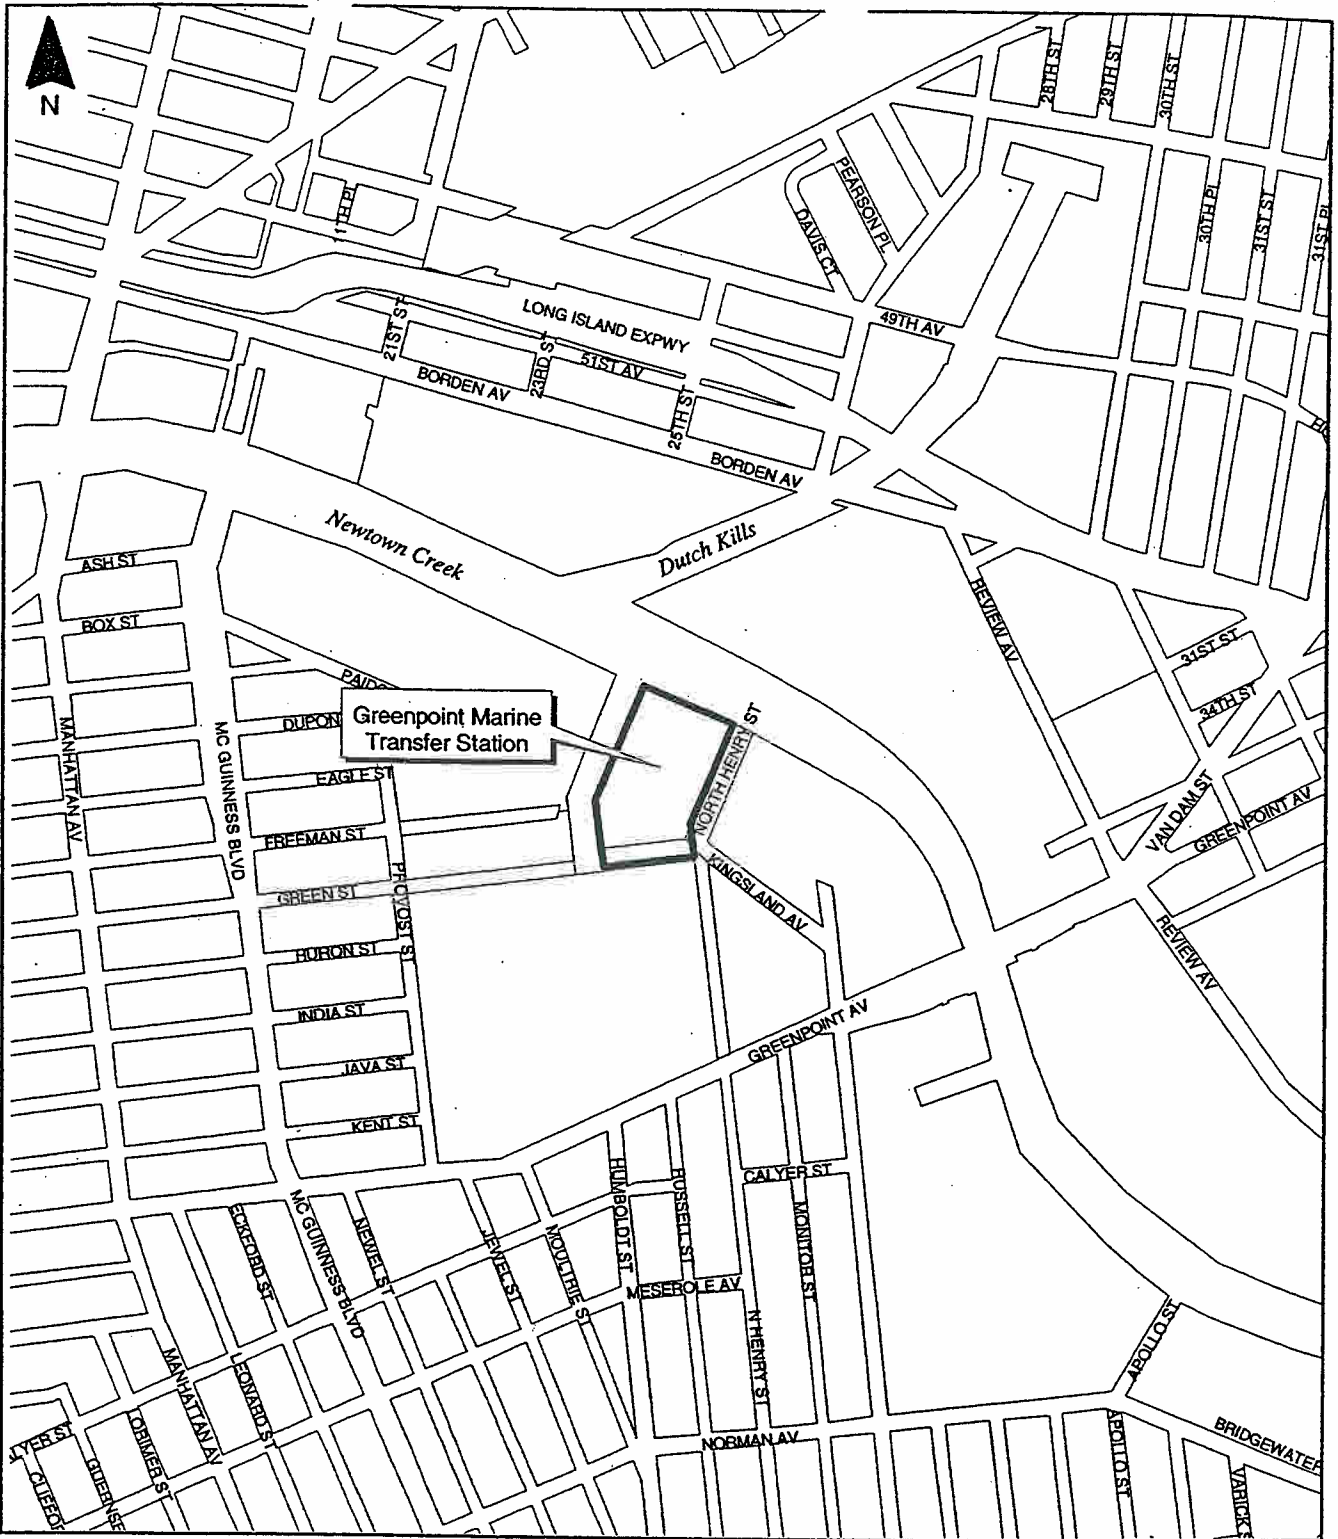 N
28TH ST
29TH ST
30TH ST
PEARSON PL
DAVIS CT
11TH PL
30TH PL
31ST ST
31ST PL
LONG ISLAND EXPWY
49TH AV
21ST ST
23RD ST
51ST AV
BORDEN AV
25TH ST
BORDEN AV
Newtown Creek
Dutch Kills
ASH ST
BOX ST
REVIEW AV
31ST ST
34TH ST
MANHATTAN AV
MC GUINNESS BLVD
DUPON
Greenpoint Marine
Transfer Station
EAGLE ST
NORTH HENRY ST
FREEMAN ST
VAN DAM ST
GREENPOINT AV
PROVOST S
GREEN ST
KINGSLAND AV
HURON ST
REVIEW AV
INDIA ST
GREENPOINT AV
JAVA ST
KENT ST
CALYER ST
HUMBOLDT ST
RUSSELL ST
MONITOR ST
ECKFORD ST
MC GUINNESS BLVD
NEWEL ST
JEWEL ST
MOULTRIE S
MESEROLE AV
N HENRY ST
APOLLO ST
MANHATTAN AV
LEONARD ST
LORIMER ST
LYER ST
CLIFFO
GUERNSE
NORMAN AV
APOLLO ST
BRIDGEWATER
VARICK